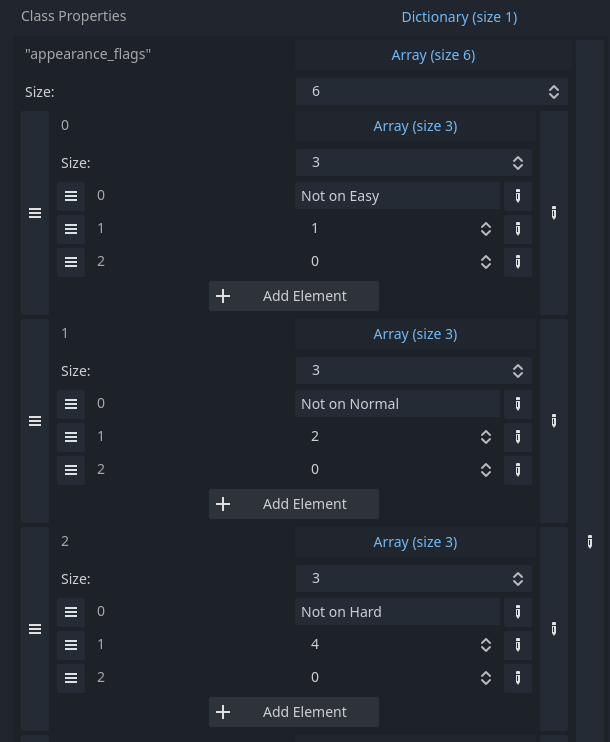 Class Properties Dictionary (size 1)
"appearance_flags" Array (size 6)
Size: 6
0 Array (size 3)
Size: 3
0 Not on Easy
1 1
2 0
Add Element
1 Array (size 3)
Size: 3
0 Not on Normal
1 2
2 0
Add Element
2 Array (size 3)
Size: 3
0 Not on Hard
1 4
2 0
Add Element